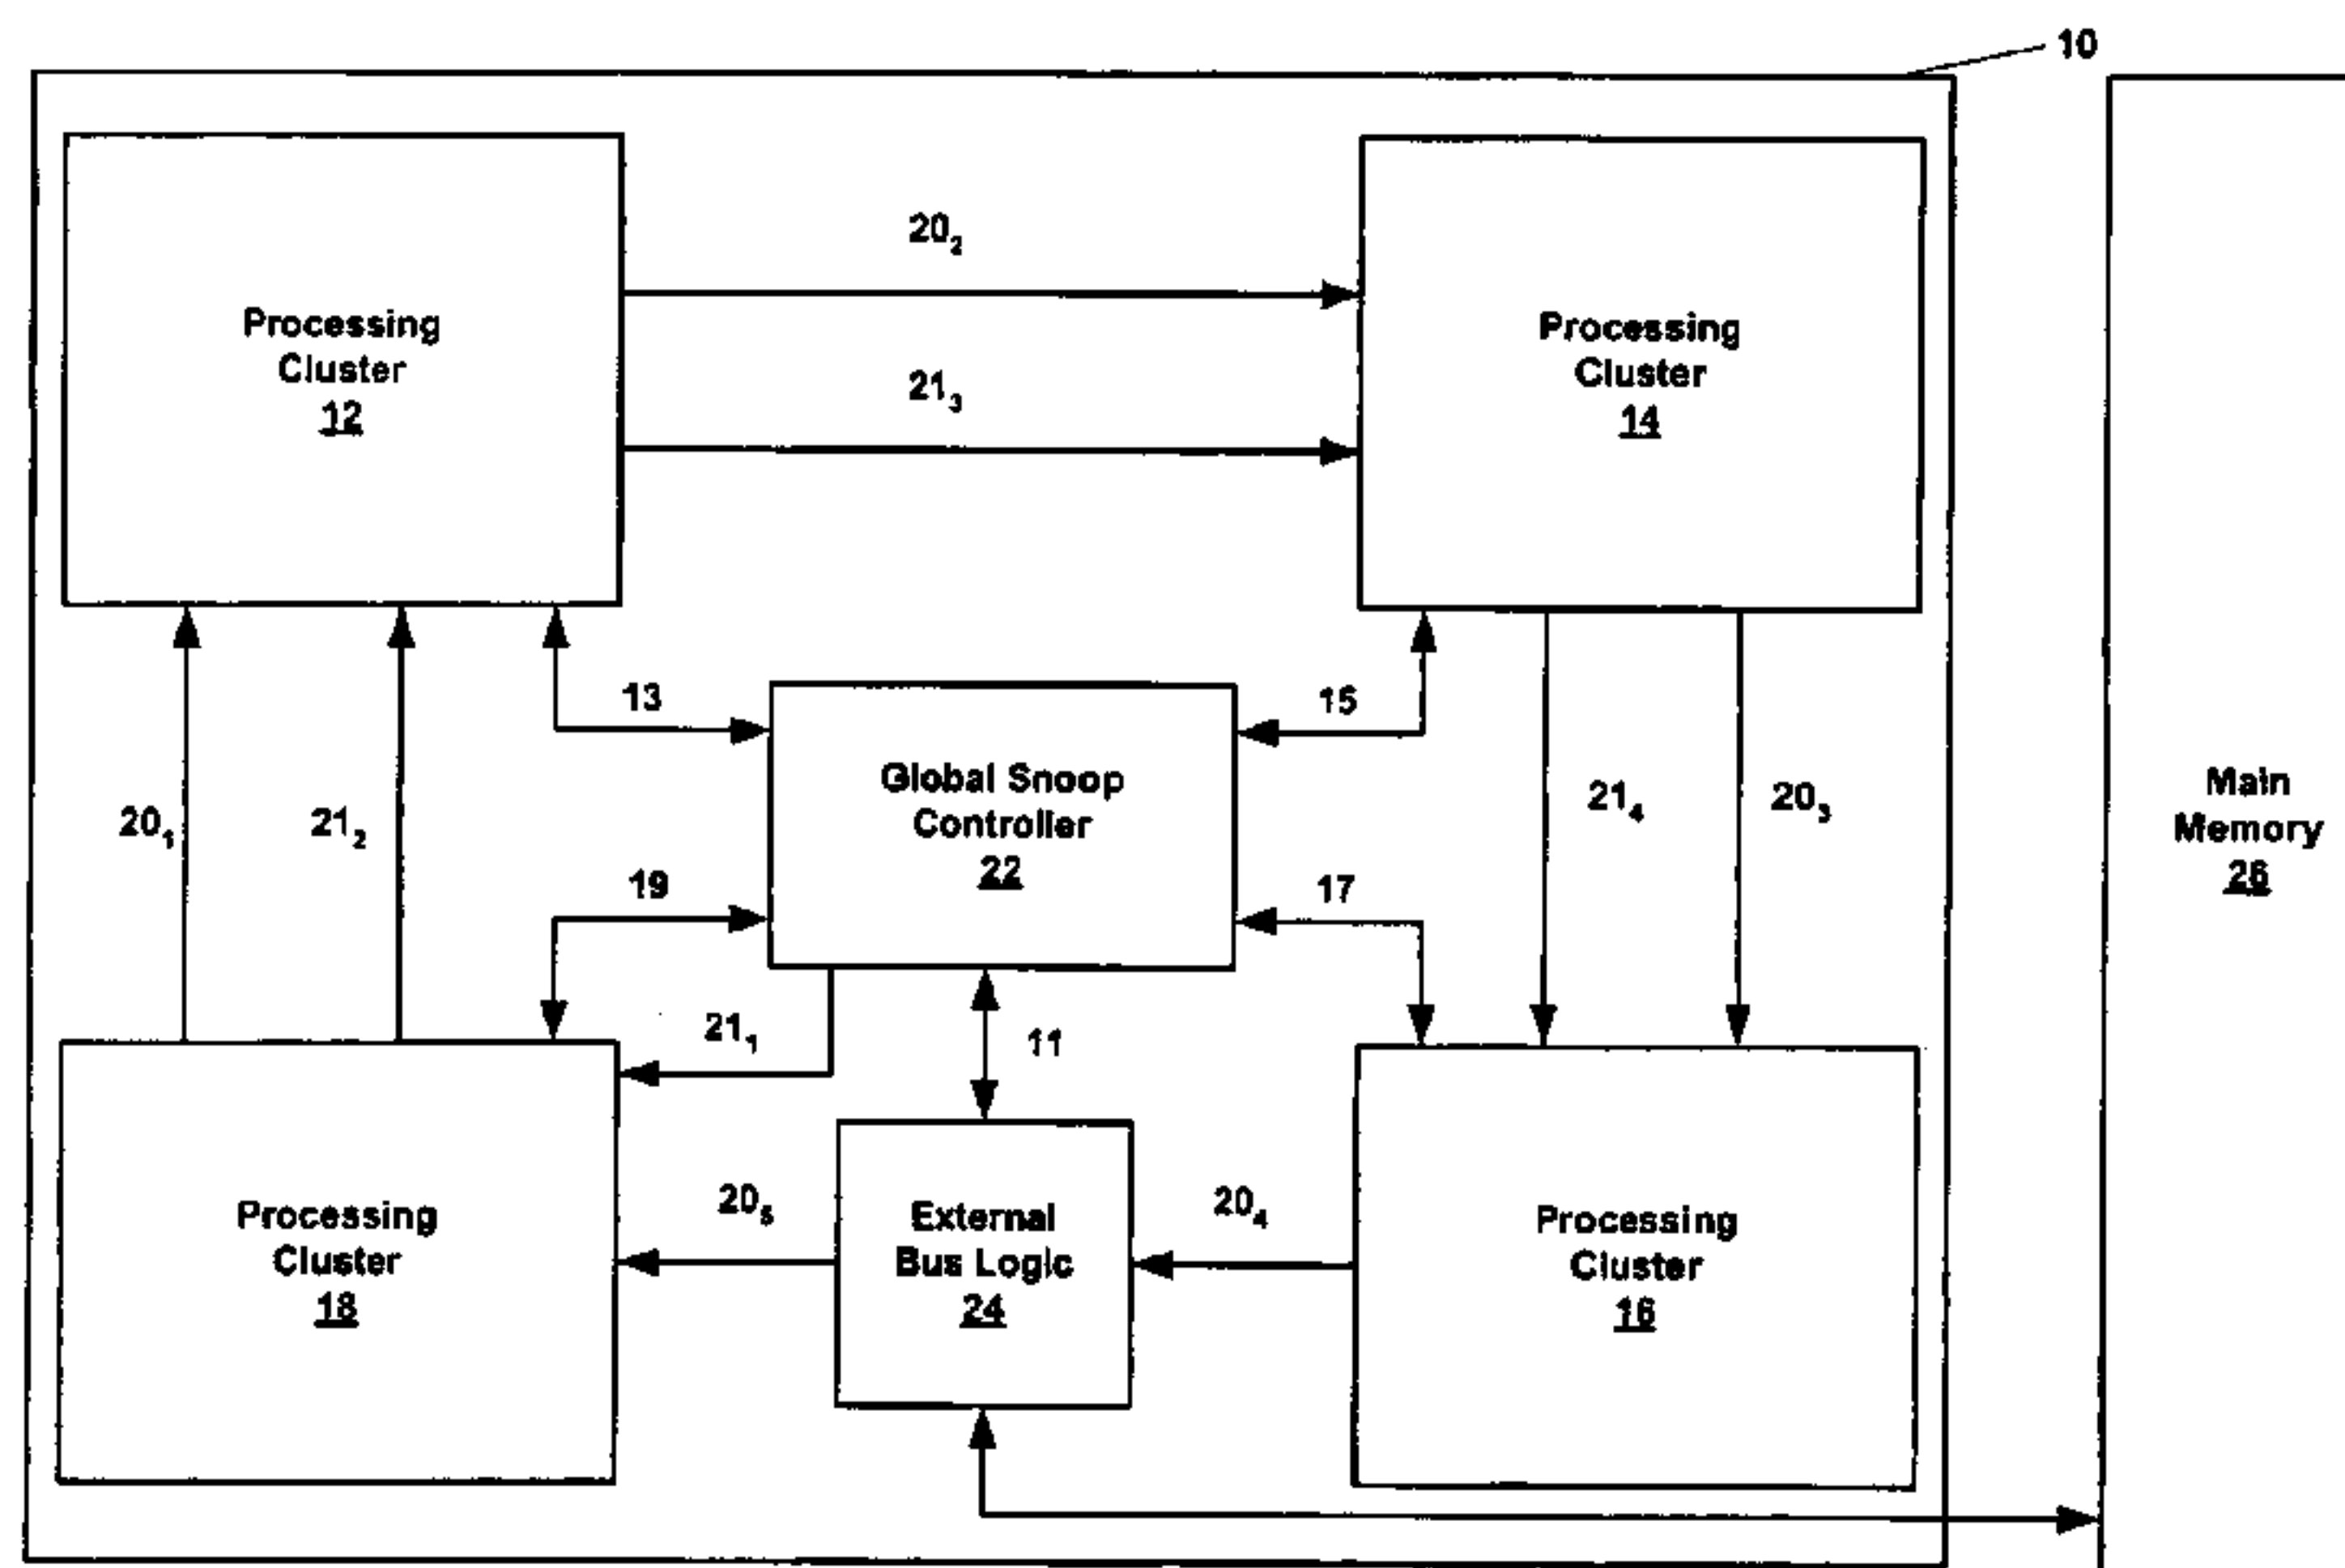 10
20₂
Processing
Cluster
12
Processing
Cluster
14
21₃
13
15
Global Snoop
Controller
22
20₁
21₂
21₄
20₃
Main
Memory
26
19
17
21₁
11
20₅
20₄
Processing
Cluster
18
External
Bus Logic
24
Processing
Cluster
16